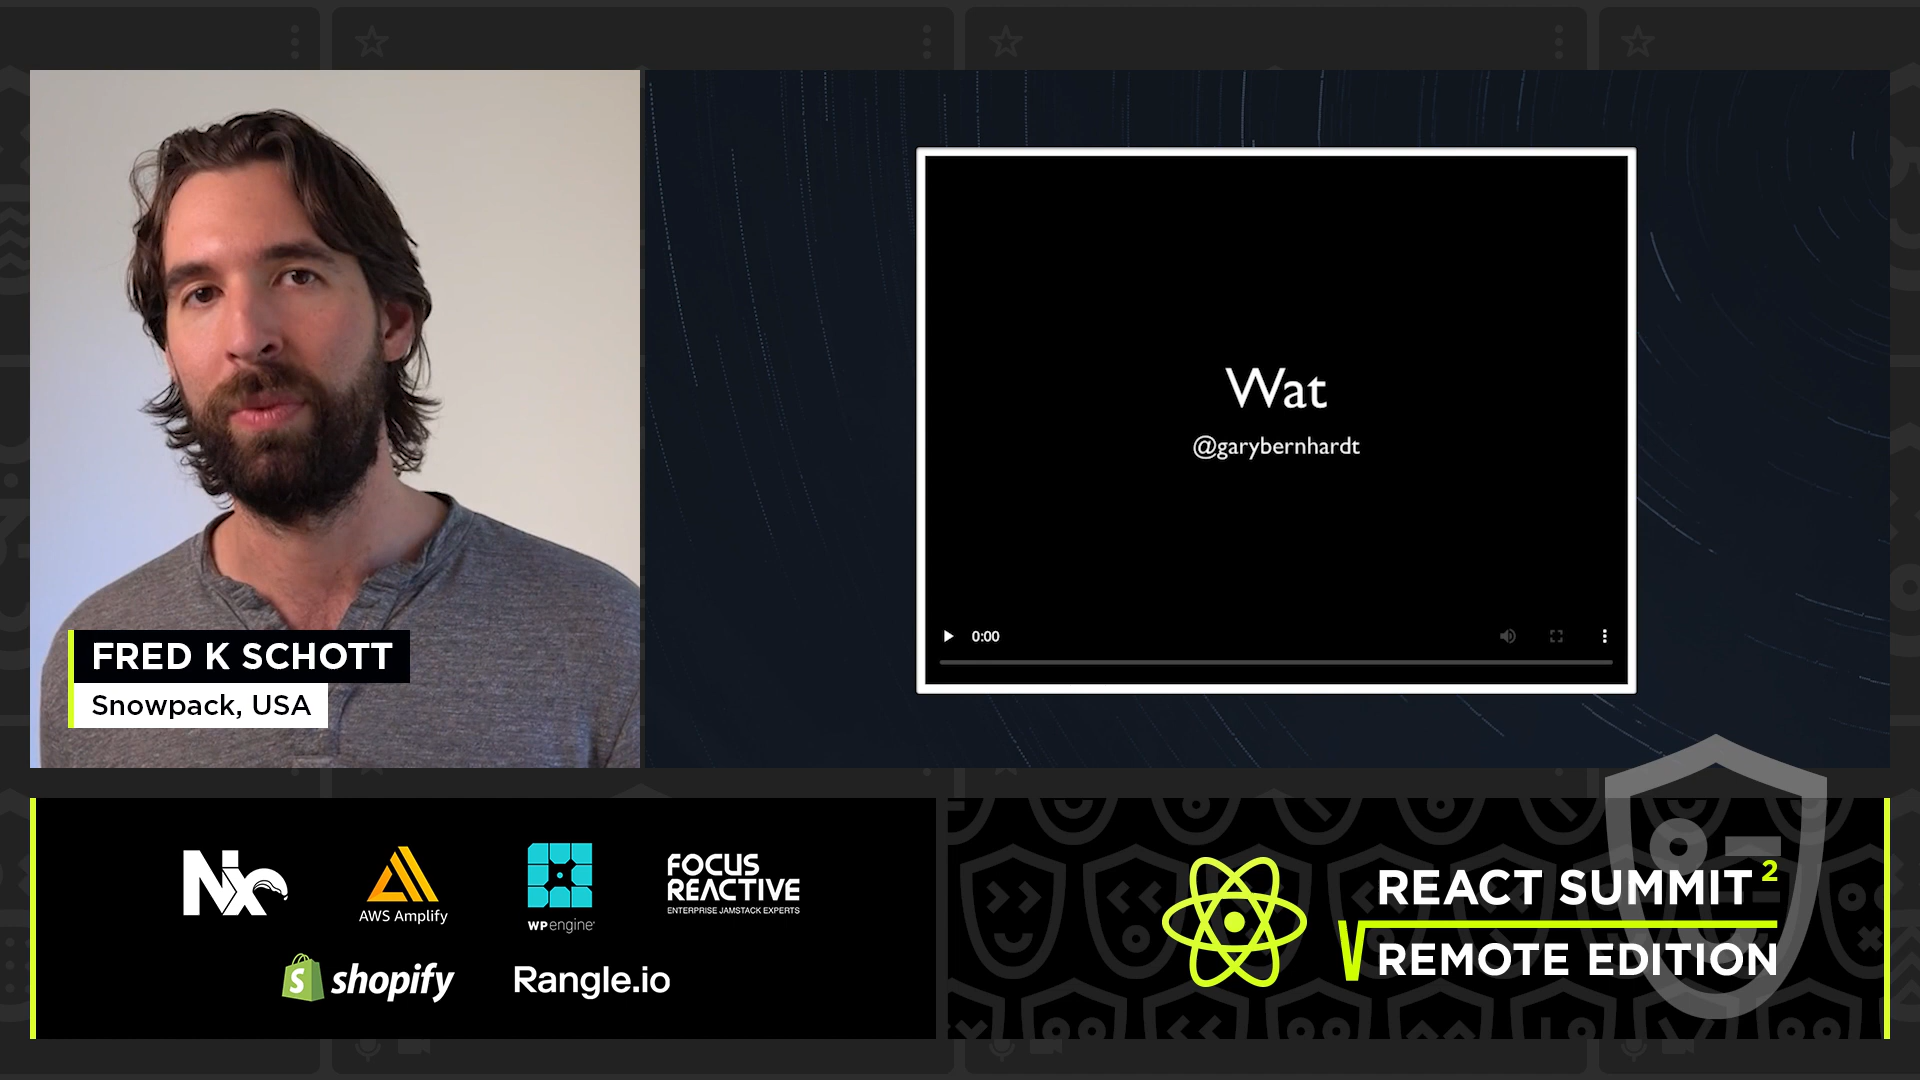 Wat
@garybernhardt
0:00
FRED K SCHOTT
Snowpack, USA
Nx
AWS Amplify
WP engine
FOCUS
REACTIVE
ENTERPRISE JAMSTACK EXPERTS
shopify
Rangle.io
REACT SUMMIT 2
REMOTE EDITION